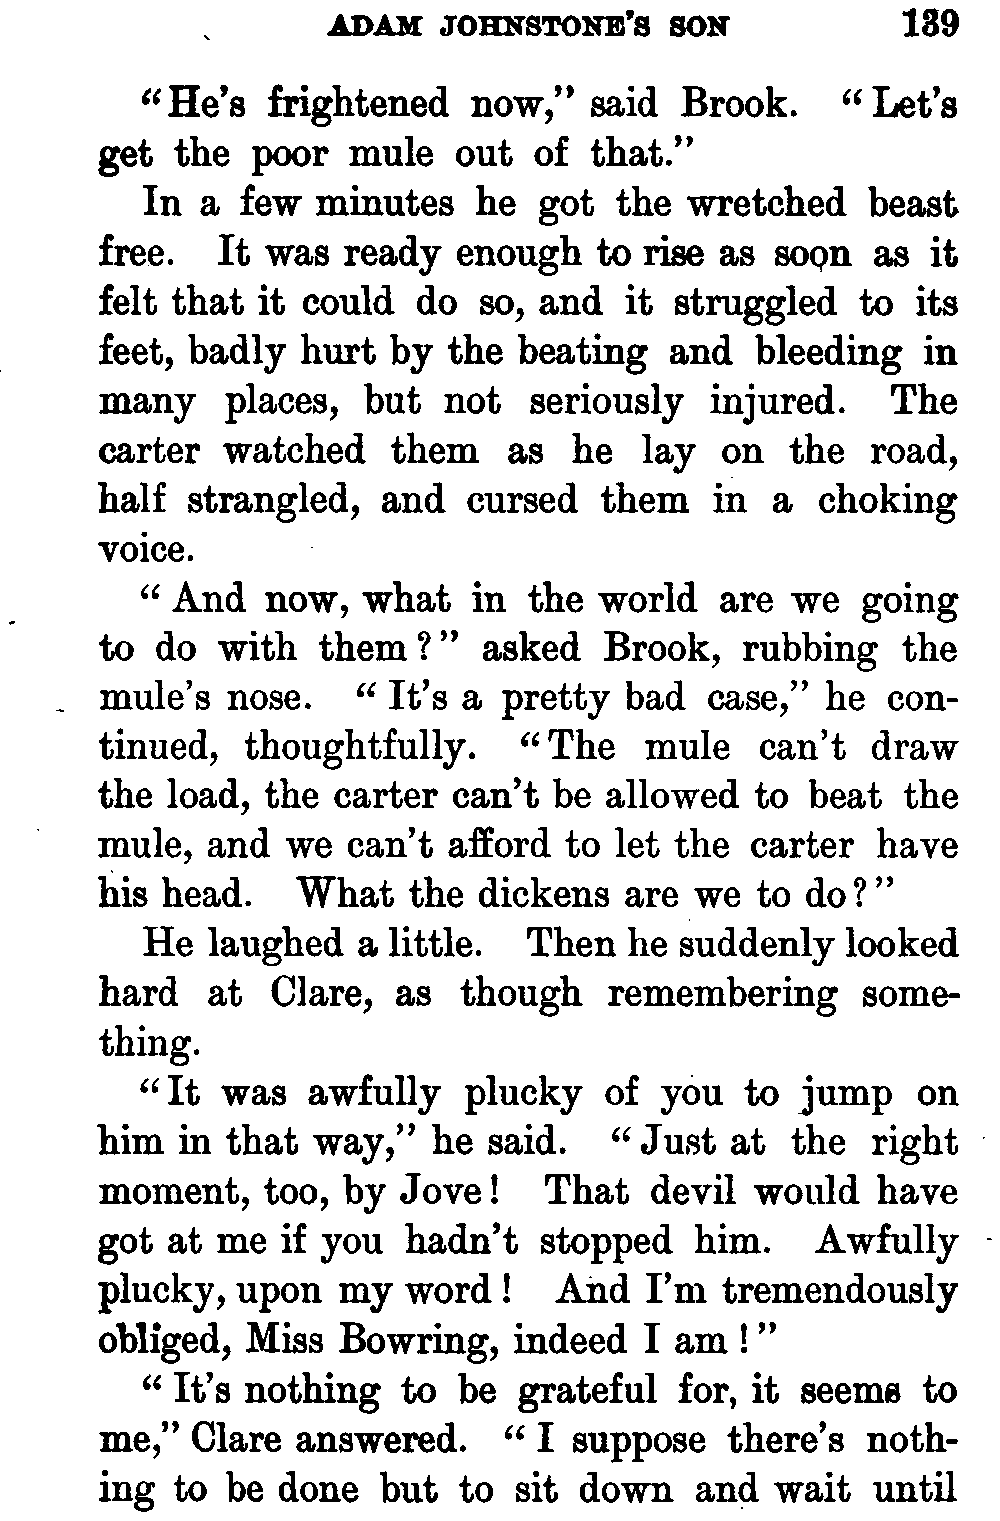 ADAM JOHNSTONE'S SON 139
"He's frightened now," said Brook. "Let's
get the poor mule out of that."
In a few minutes he got the wretched beast
free. It was ready enough to rise as soon as it
felt that it could do so, and it struggled to its
feet, badly hurt by the beating and bleeding in
many places, but not seriously injured. The
carter watched them as he lay on the road,
half strangled, and cursed them in a choking
voice.
"And now, what in the world are we going
to do with them?" asked Brook, rubbing the
mule's nose. "It's a pretty bad case," he con-
tinued, thoughtfully. "The mule can't draw
the load, the carter can't be allowed to beat the
mule, and we can't afford to let the carter have
his head. What the dickens are we to do?"
He laughed a little. Then he suddenly looked
hard at Clare, as though remembering some-
thing.
"It was awfully plucky of you to jump on
him in that way," he said. "Just at the right
moment, too, by Jove! That devil would have
got at me if you hadn't stopped him. Awfully
plucky, upon my word! And I'm tremendously
obliged, Miss Bowring, indeed I am!"
"It's nothing to be grateful for, it seems to
me," Clare answered. "I suppose there's noth-
ing to be done but to sit down and wait until